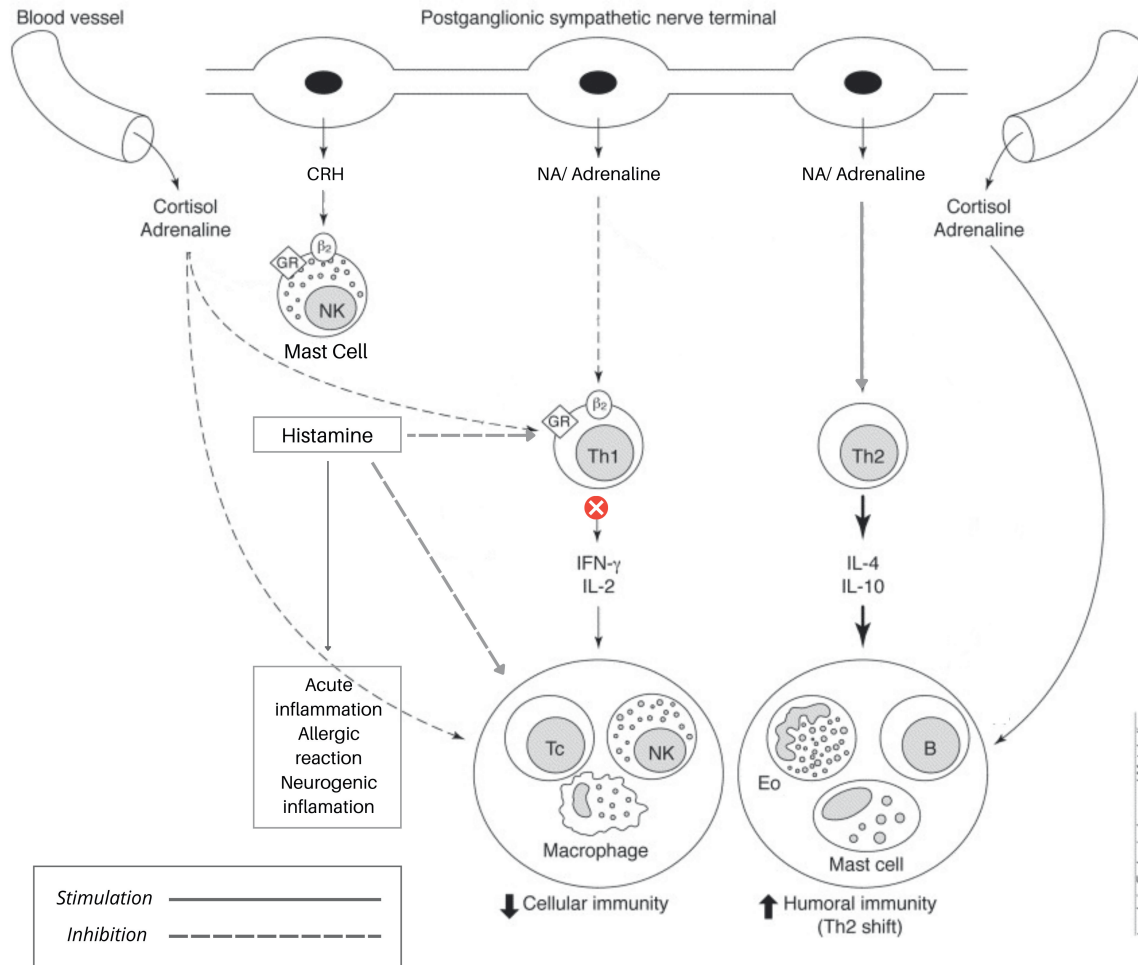 Blood vessel
Postganglionic sympathetic nerve terminal
CRH
NA/ Adrenaline
NA/ Adrenaline
Cortisol
Adrenaline
Cortisol
Adrenaline
β2
GR
NK
Mast Cell
β2
GR
Th1
Histamine
Th2
IFN-γ
IL-2
IL-4
IL-10
Acute
inflammation
Allergic
reaction
Neurogenic
inflamation
Tc
NK
Macrophage
Eo
B
Mast cell
Cellular immunity
Humoral immunity
(Th2 shift)
Stimulation
Inhibition